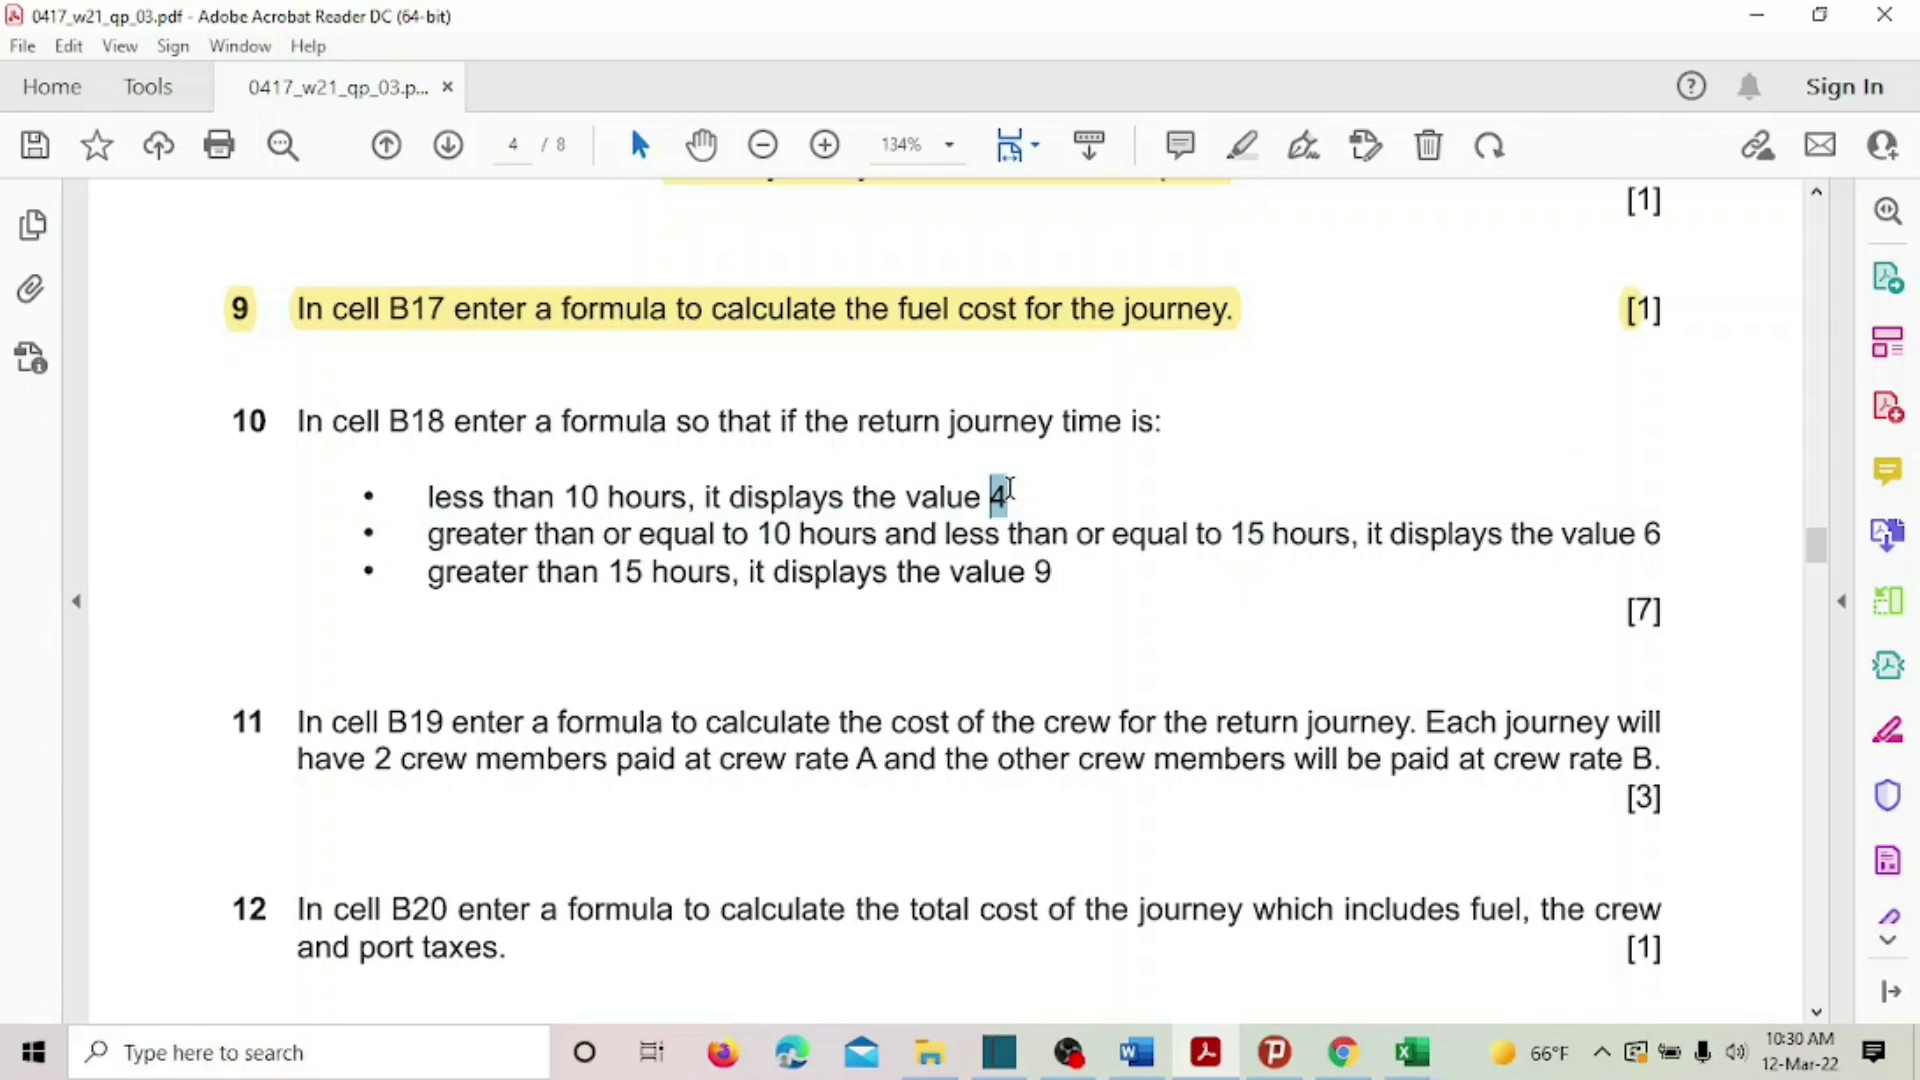 0417_w21_qp_03.pdf - Adobe Acrobat Reader DC (64-bit)
File Edit View Sign Window Help
Home Tools 0417_w21_qp_03.p... ×
Sign In
4 / 8 134%
[1]
9 In cell B17 enter a formula to calculate the fuel cost for the journey. [1]
10 In cell B18 enter a formula so that if the return journey time is:
• less than 10 hours, it displays the value 4
• greater than or equal to 10 hours and less than or equal to 15 hours, it displays the value 6
• greater than 15 hours, it displays the value 9
[7]
11 In cell B19 enter a formula to calculate the cost of the crew for the return journey. Each journey will
have 2 crew members paid at crew rate A and the other crew members will be paid at crew rate B.
[3]
12 In cell B20 enter a formula to calculate the total cost of the journey which includes fuel, the crew
and port taxes. [1]
Type here to search
66°F
10:30 AM
12-Mar-22